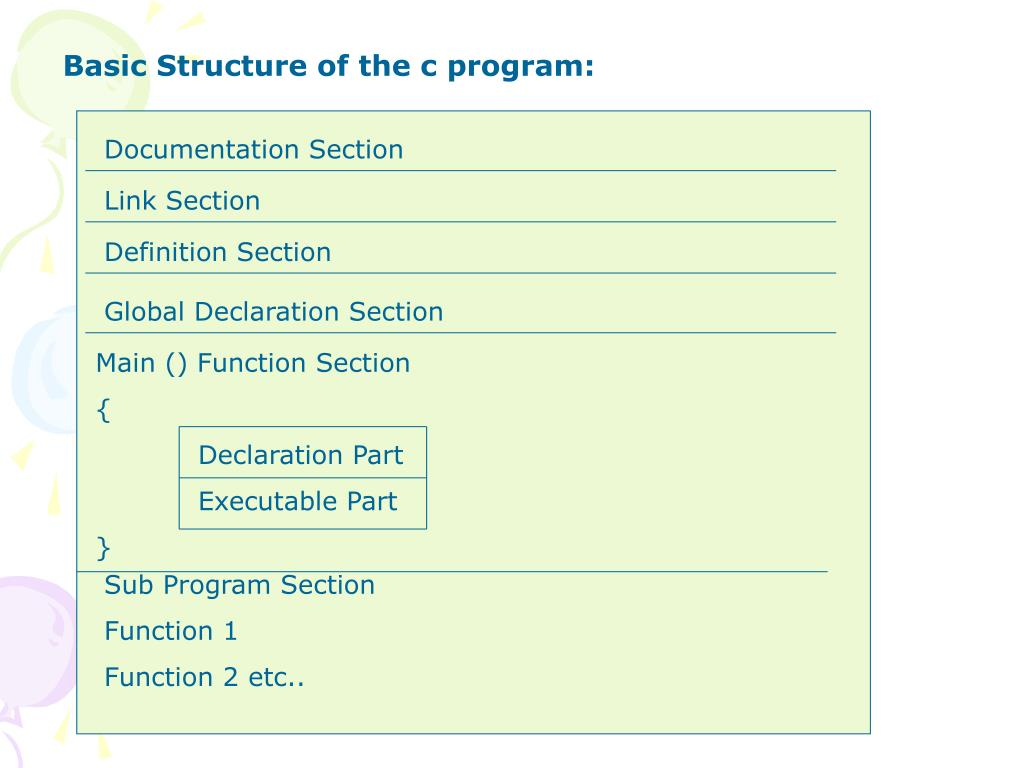 Basic Structure of the c program:
Documentation Section
Link Section
Definition Section
Global Declaration Section
Main () Function Section
{
Declaration Part
Executable Part
}
Sub Program Section
Function 1
Function 2 etc..